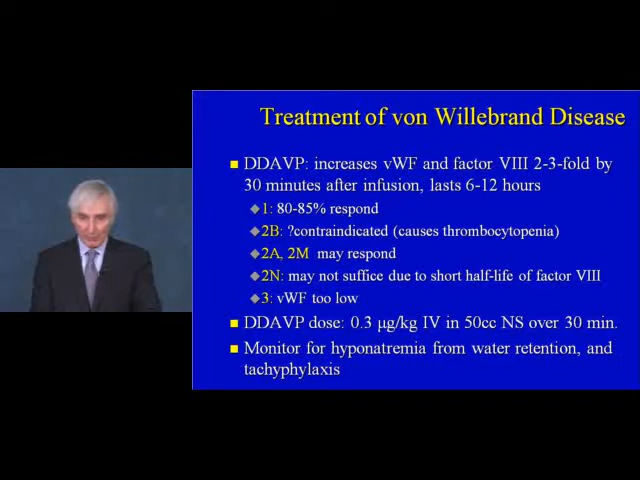 Treatment of von Willebrand Disease
DDAVP: increases vWF and factor VIII 2-3-fold by
30 minutes after infusion, lasts 6-12 hours
1: 80-85% respond
2B: ?contraindicated (causes thrombocytopenia)
2A, 2M may respond
2N: may not suffice due to short half-life of factor VIII
3: vWF too low
DDAVP dose: 0.3 μg/kg IV in 50cc NS over 30 min.
Monitor for hyponatremia from water retention, and
tachyphylaxis